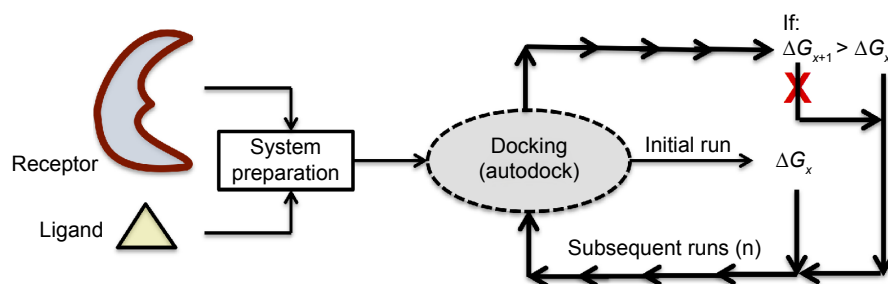 If:
ΔGx+1 > ΔGx
X
Receptor
System
preparation
Docking
(autodock)
Initial run
ΔGx
Ligand
Subsequent runs (n)